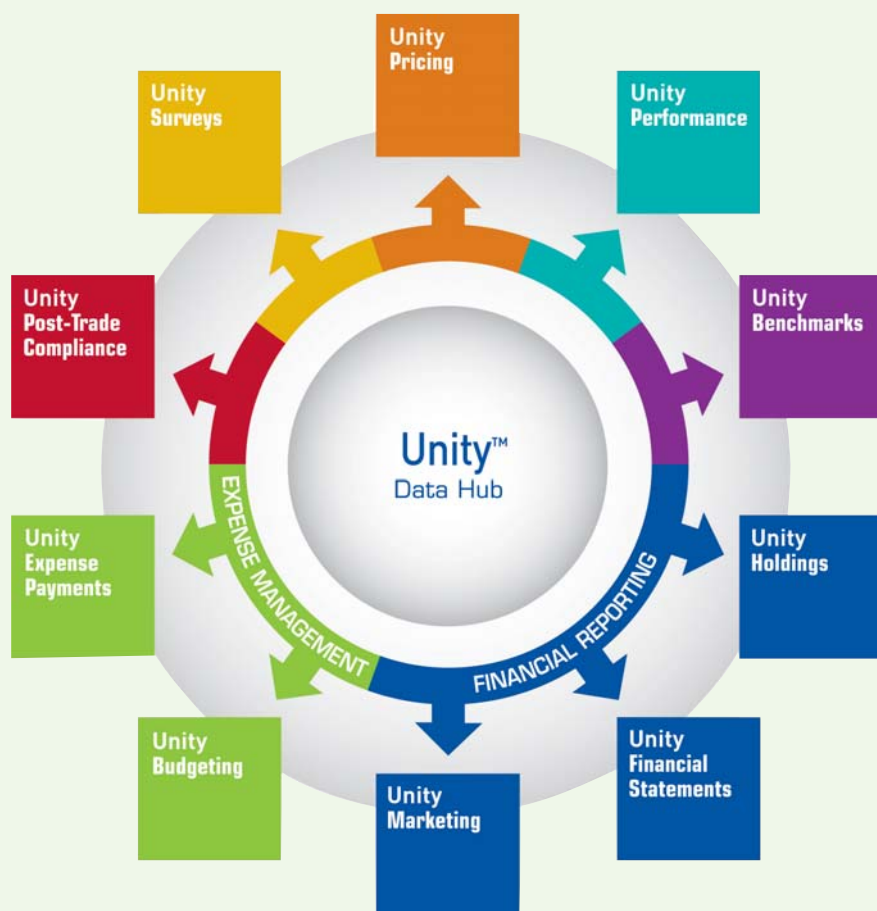 Unity
Pricing
Unity
Surveys
Unity
Performance
Unity
Post-Trade
Compliance
Unity
Benchmarks
Unity™
Data Hub
EXPENSE MANAGEMENT
FINANCIAL REPORTING
Unity
Expense
Payments
Unity
Holdings
Unity
Budgeting
Unity
Financial
Statements
Unity
Marketing